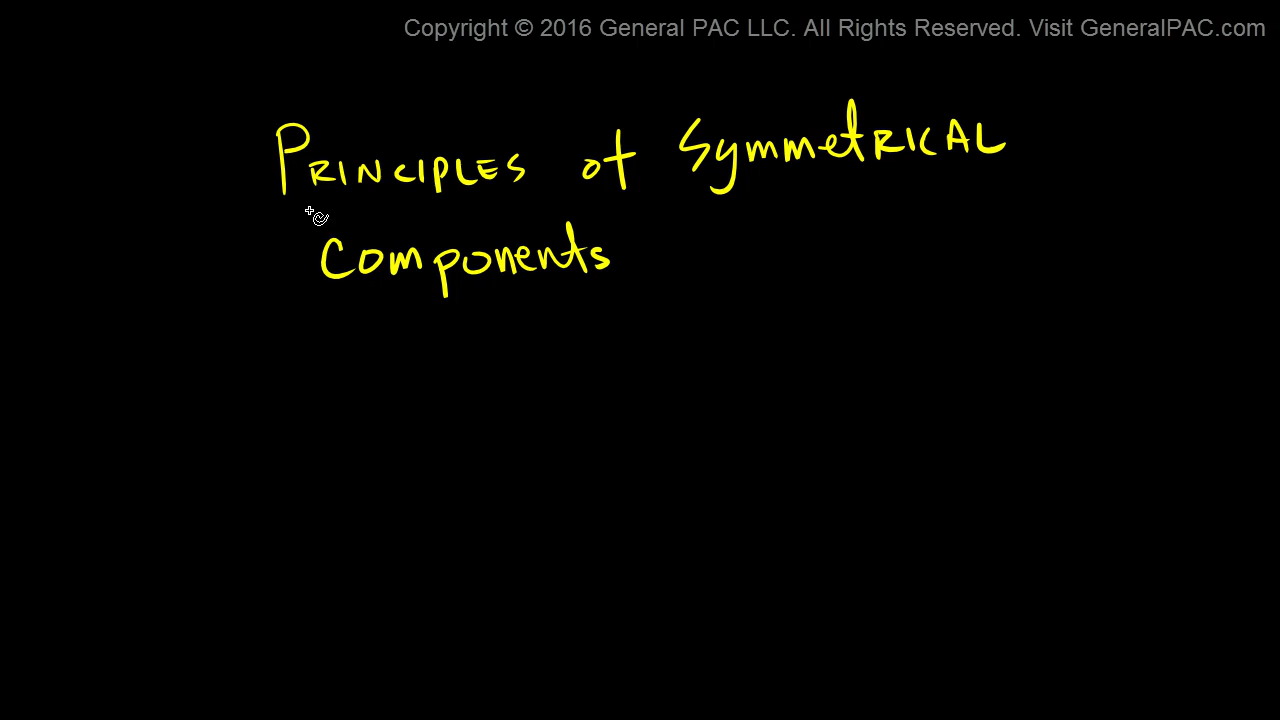 Copyright © 2016 General PAC LLC. All Rights Reserved. Visit GeneralPAC.com
PRINCIPLES of SymmetRICAL
Components